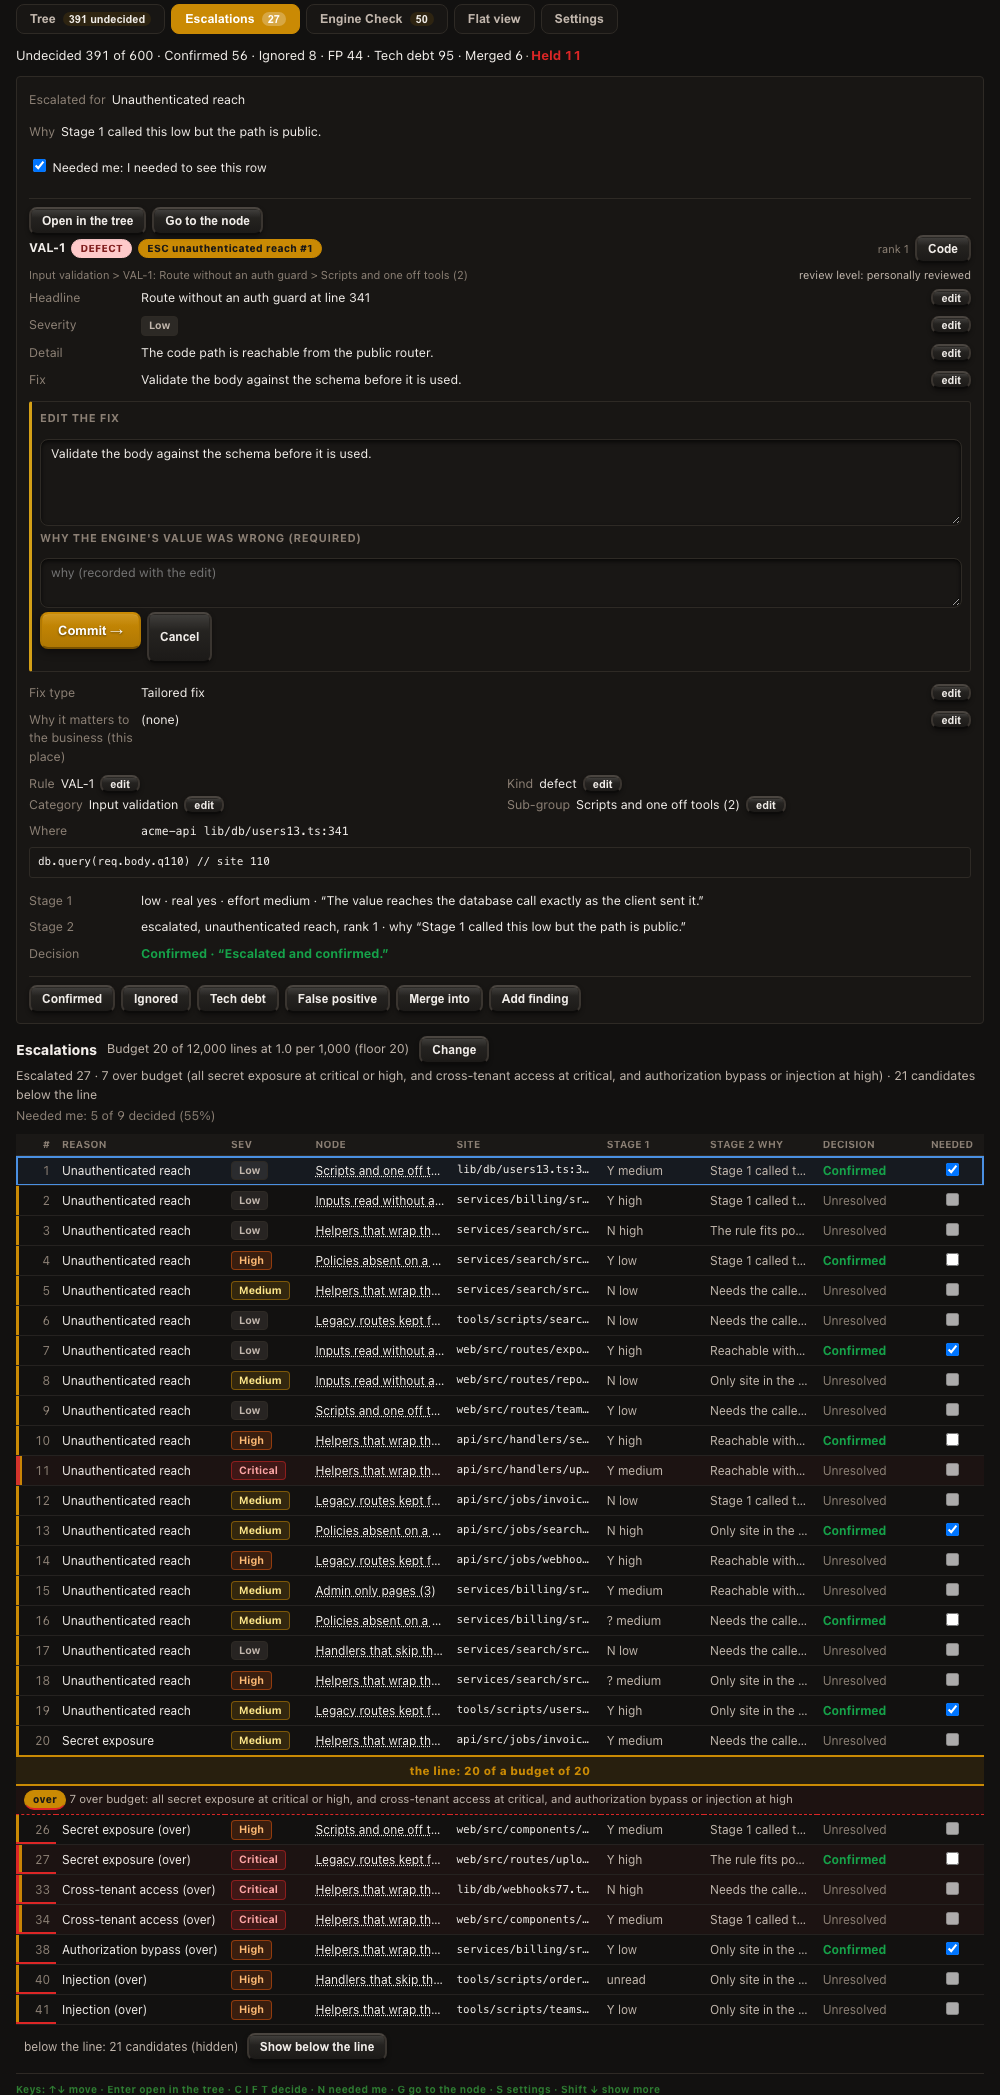 Tree 391 undecided Escalations 27 Engine Check 50 Flat view Settings
Undecided 391 of 600 · Confirmed 56 · Ignored 8 · FP 44 · Tech debt 95 · Merged 6 · Held 11
Escalated for Unauthenticated reach
Why Stage 1 called this low but the path is public.
Needed me: I needed to see this row
Open in the tree Go to the node
VAL-1 DEFECT ESC unauthenticated reach #1 rank 1 Code
Input validation > VAL-1: Route without an auth guard > Scripts and one off tools (2) review level: personally reviewed
Headline Route without an auth guard at line 341 edit
Severity Low edit
Detail The code path is reachable from the public router. edit
Fix Validate the body against the schema before it is used. edit
EDIT THE FIX
Validate the body against the schema before it is used.
WHY THE ENGINE'S VALUE WAS WRONG (REQUIRED)
why (recorded with the edit)
Commit → Cancel
Fix type Tailored fix edit
Why it matters to (none) edit
the business (this
place)
Rule VAL-1 edit Kind defect edit
Category Input validation edit Sub-group Scripts and one off tools (2) edit
Where acme-api lib/db/users13.ts:341
db.query(req.body.q110) // site 110
Stage 1 low · real yes · effort medium · “The value reaches the database call exactly as the client sent it.”
Stage 2 escalated, unauthenticated reach, rank 1 · why “Stage 1 called this low but the path is public.”
Decision Confirmed · “Escalated and confirmed.”
Confirmed Ignored Tech debt False positive Merge into Add finding
Escalations Budget 20 of 12,000 lines at 1.0 per 1,000 (floor 20) Change
Escalated 27 · 7 over budget (all secret exposure at critical or high, and cross-tenant access at critical, and authorization bypass or injection at high) · 21 candidates
below the line
Needed me: 5 of 9 decided (55%)
# REASON SEV NODE SITE STAGE 1 STAGE 2 WHY DECISION NEEDED
1 Unauthenticated reach Low Scripts and one off t… lib/db/users13.ts:3… Y medium Stage 1 called t… Confirmed
2 Unauthenticated reach Low Inputs read without a… services/billing/sr… Y high Stage 1 called t… Unresolved
3 Unauthenticated reach Low Helpers that wrap th… services/search/src… N high The rule fits po… Unresolved
4 Unauthenticated reach High Policies absent on a … services/search/src… Y low Stage 1 called t… Confirmed
5 Unauthenticated reach Medium Helpers that wrap th… services/search/src… N low Needs the calle… Unresolved
6 Unauthenticated reach Low Legacy routes kept f… tools/scripts/searc… N low Needs the calle… Unresolved
7 Unauthenticated reach Low Inputs read without a… web/src/routes/expo… Y high Reachable with… Confirmed
8 Unauthenticated reach Medium Inputs read without a… web/src/routes/repo… N low Only site in the … Unresolved
9 Unauthenticated reach Low Scripts and one off t… web/src/routes/team… Y low Needs the calle… Unresolved
10 Unauthenticated reach High Helpers that wrap th… api/src/handlers/se… Y high Reachable with… Confirmed
11 Unauthenticated reach Critical Helpers that wrap th… api/src/handlers/up… Y medium Reachable with… Unresolved
12 Unauthenticated reach Medium Legacy routes kept f… api/src/jobs/invoic… N low Stage 1 called t… Unresolved
13 Unauthenticated reach Medium Policies absent on a … api/src/jobs/search… N high Only site in the … Confirmed
14 Unauthenticated reach High Legacy routes kept f… api/src/jobs/webhoo… Y high Reachable with… Unresolved
15 Unauthenticated reach Medium Admin only pages (3) services/billing/sr… Y medium Reachable with… Unresolved
16 Unauthenticated reach Medium Policies absent on a … services/billing/sr… ? medium Needs the calle… Confirmed
17 Unauthenticated reach Low Handlers that skip th… services/search/src… N low Needs the calle… Unresolved
18 Unauthenticated reach High Helpers that wrap th… services/search/src… ? medium Only site in the … Unresolved
19 Unauthenticated reach Medium Legacy routes kept f… tools/scripts/users… Y high Only site in the … Confirmed
20 Secret exposure Medium Helpers that wrap th… api/src/jobs/invoic… Y medium Needs the calle… Unresolved
the line: 20 of a budget of 20
over 7 over budget: all secret exposure at critical or high, and cross-tenant access at critical, and authorization bypass or injection at high
26 Secret exposure (over) High Scripts and one off t… web/src/components/… Y medium Stage 1 called t… Unresolved
27 Secret exposure (over) Critical Legacy routes kept f… web/src/routes/uplo… Y high The rule fits po… Confirmed
33 Cross-tenant access (over) Critical Helpers that wrap th… lib/db/webhooks77.t… N high Needs the calle… Unresolved
34 Cross-tenant access (over) Critical Helpers that wrap th… web/src/components/… Y medium Stage 1 called t… Unresolved
38 Authorization bypass (over) High Helpers that wrap th… services/billing/sr… Y low Only site in the … Confirmed
40 Injection (over) High Handlers that skip th… tools/scripts/order… unread Only site in the … Unresolved
41 Injection (over) High Helpers that wrap th… tools/scripts/teams… Y low Only site in the … Unresolved
below the line: 21 candidates (hidden) Show below the line
Keys: ↑↓ move · Enter open in the tree · C I F T decide · N needed me · G go to the node · S settings · Shift ↓ show more